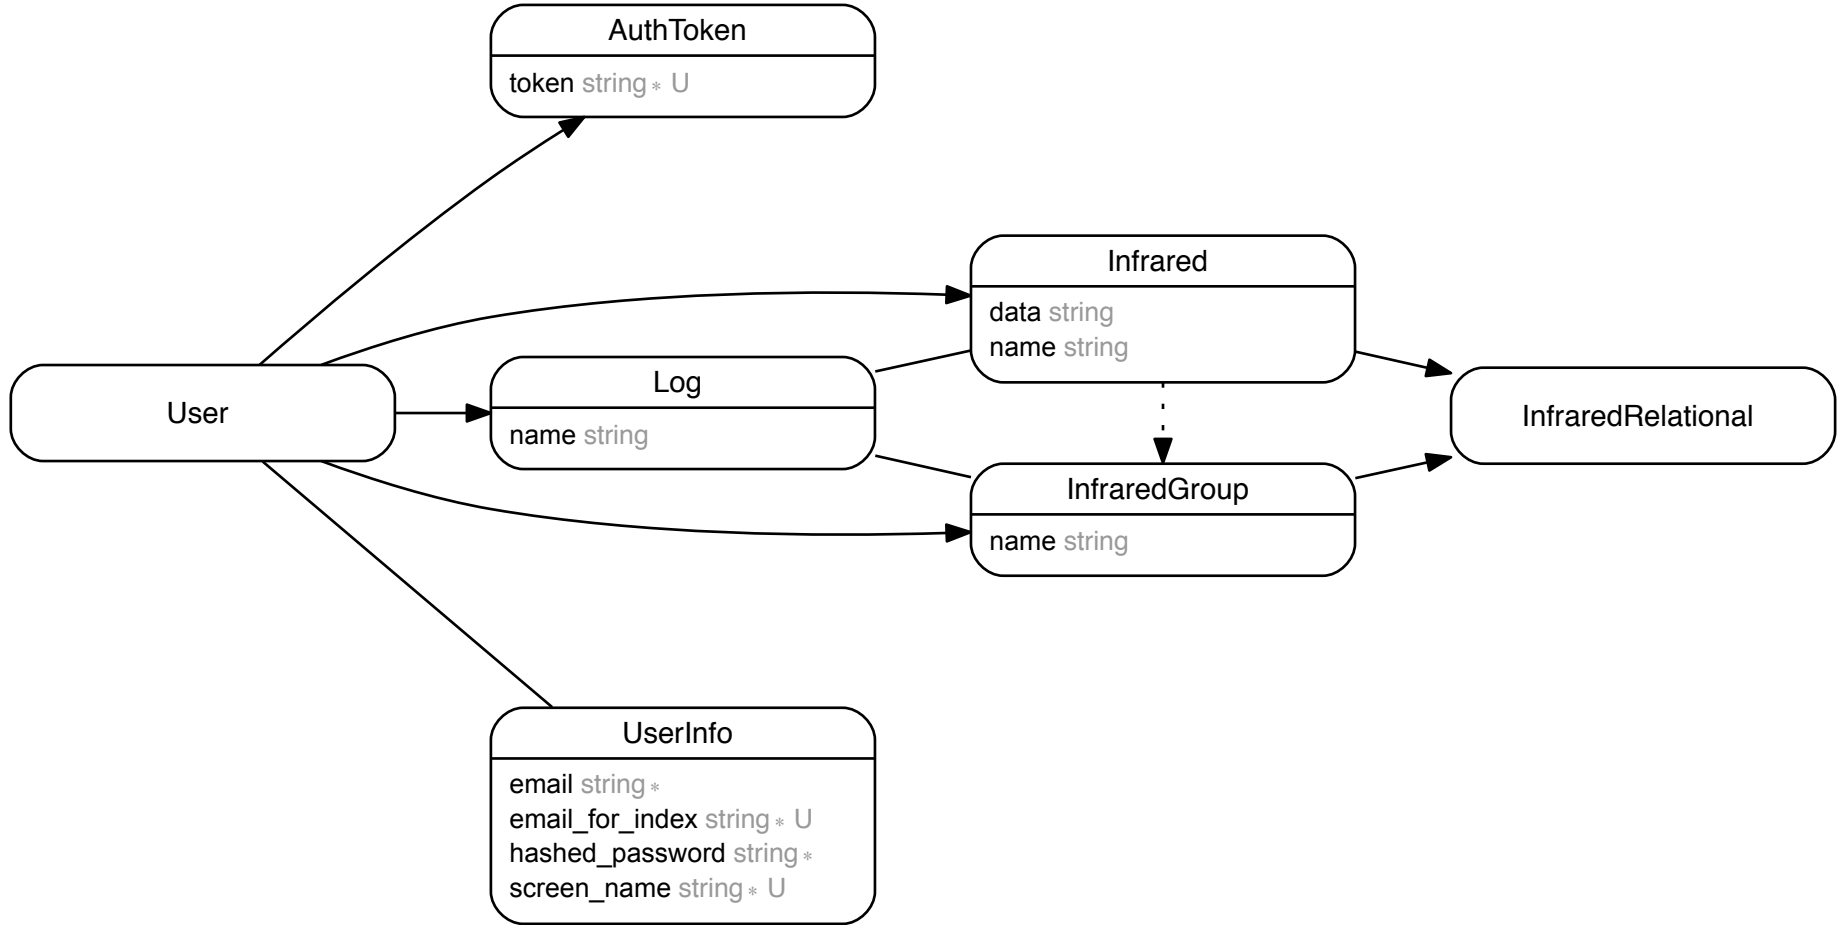 AuthToken
token string * U
Infrared
data string
name string
User
Log
name string
InfraredRelational
InfraredGroup
name string
UserInfo
email string *
email_for_index string * U
hashed_password string *
screen_name string * U